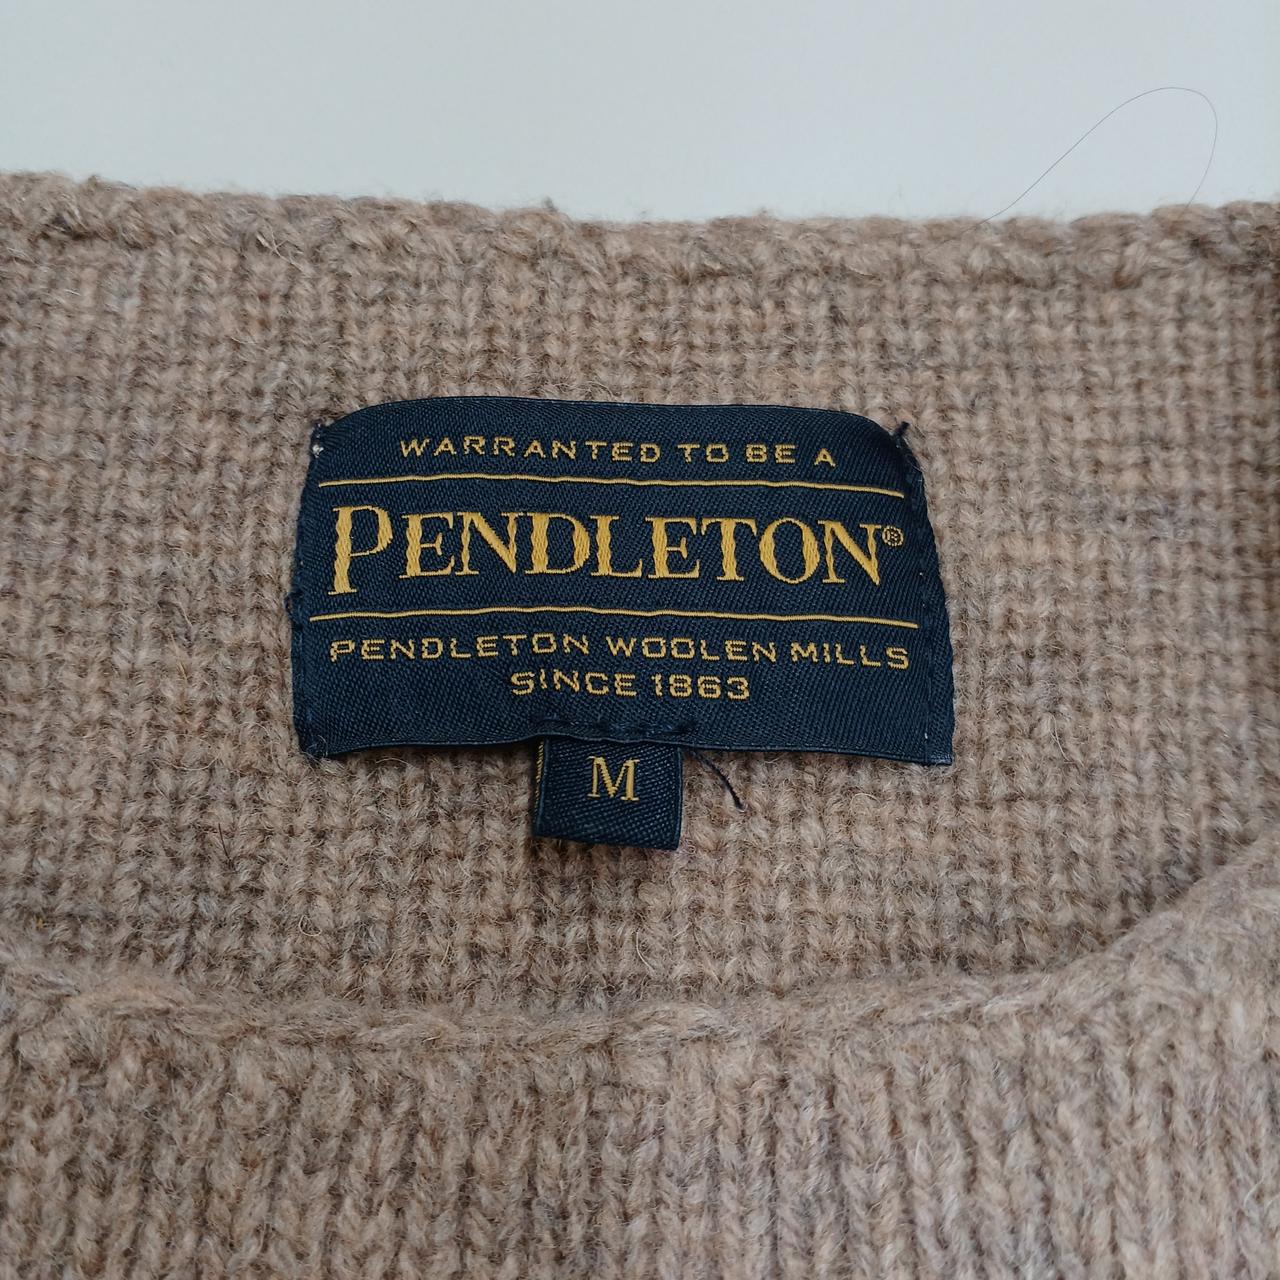 WARRANTED TO BE A
PENDLETON®
PENDLETON WOOLEN MILLS
SINCE 1863
M